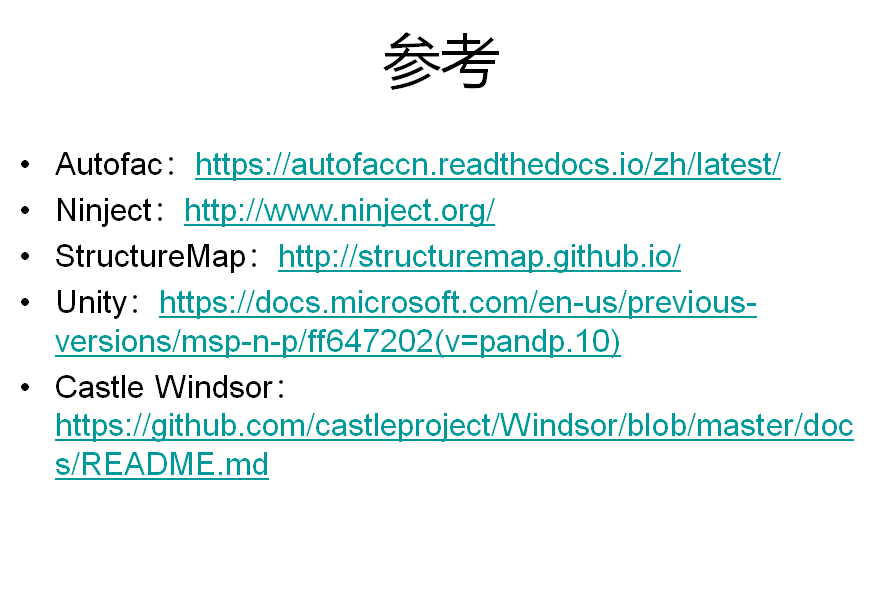 参考
• Autofac：https://autofaccn.readthedocs.io/zh/latest/
• Ninject：http://www.ninject.org/
• StructureMap：http://structuremap.github.io/
• Unity：https://docs.microsoft.com/en-us/previous-
versions/msp-n-p/ff647202(v=pandp.10)
• Castle Windsor：
https://github.com/castleproject/Windsor/blob/master/doc
s/README.md